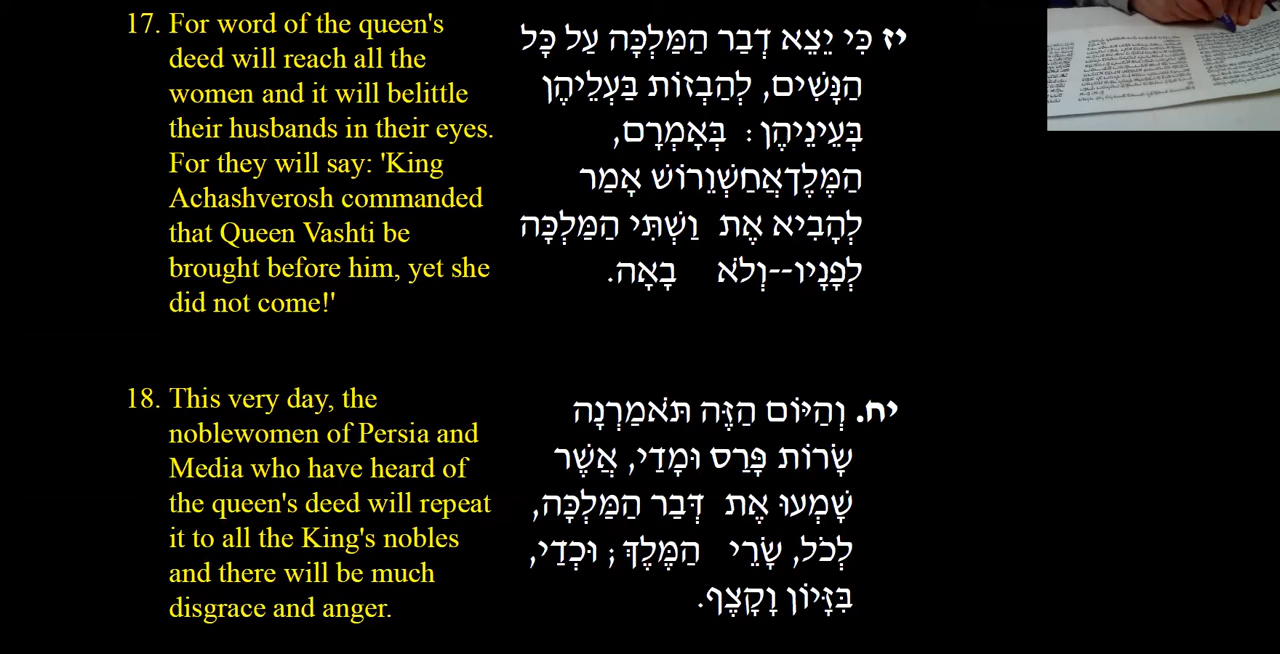 17. For word of the queen's
deed will reach all the
women and it will belittle
their husbands in their eyes.
For they will say: 'King
Achashverosh commanded
that Queen Vashti be
brought before him, yet she
did not come!'
יז כִּי יֵצֵא דְבַר הַמַּלְכָּה עַל כָּל
הַנָּשִׁים, לְהַבְזוֹת בַּעְלֵיהֶן
בְּעֵינֵיהֶן : בְּאָמְרָם,
הַמֶּלֶךְאֲחַשְׁוֵרוֹשׁ אָמַר
לְהָבִיא אֶת וַשְׁתִּי הַמַּלְכָּה
לְפָנָיו--וְלֹא בָאָה.
18. This very day, the
noblewomen of Persia and
Media who have heard of
the queen's deed will repeat
it to all the King's nobles
and there will be much
disgrace and anger.
יח. וְהַיּוֹם הַזֶּה תֹּאמַרְנָה
שָׂרוֹת פָּרַס וּמָדַי, אֲשֶׁר
שָׁמְעוּ אֶת דְּבַר הַמַּלְכָּה,
לְכֹל, שָׂרֵי הַמֶּלֶךְ ; וּכְדַי,
בִּזָּיוֹן וָקָצֶף.